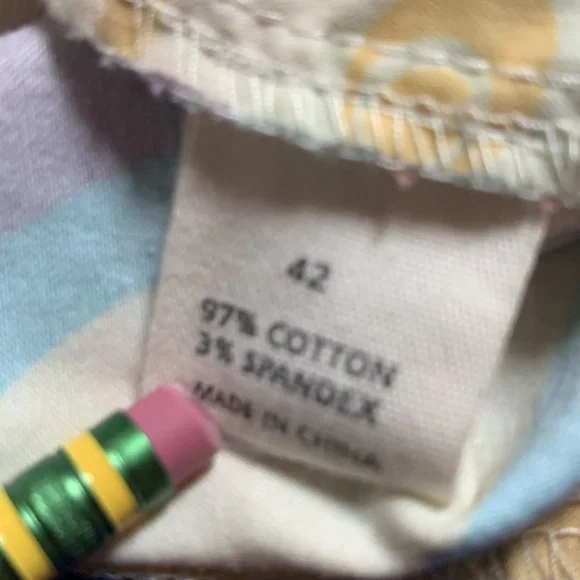 42
97% COTTON
3% SPANDEX
MADE IN CHINA